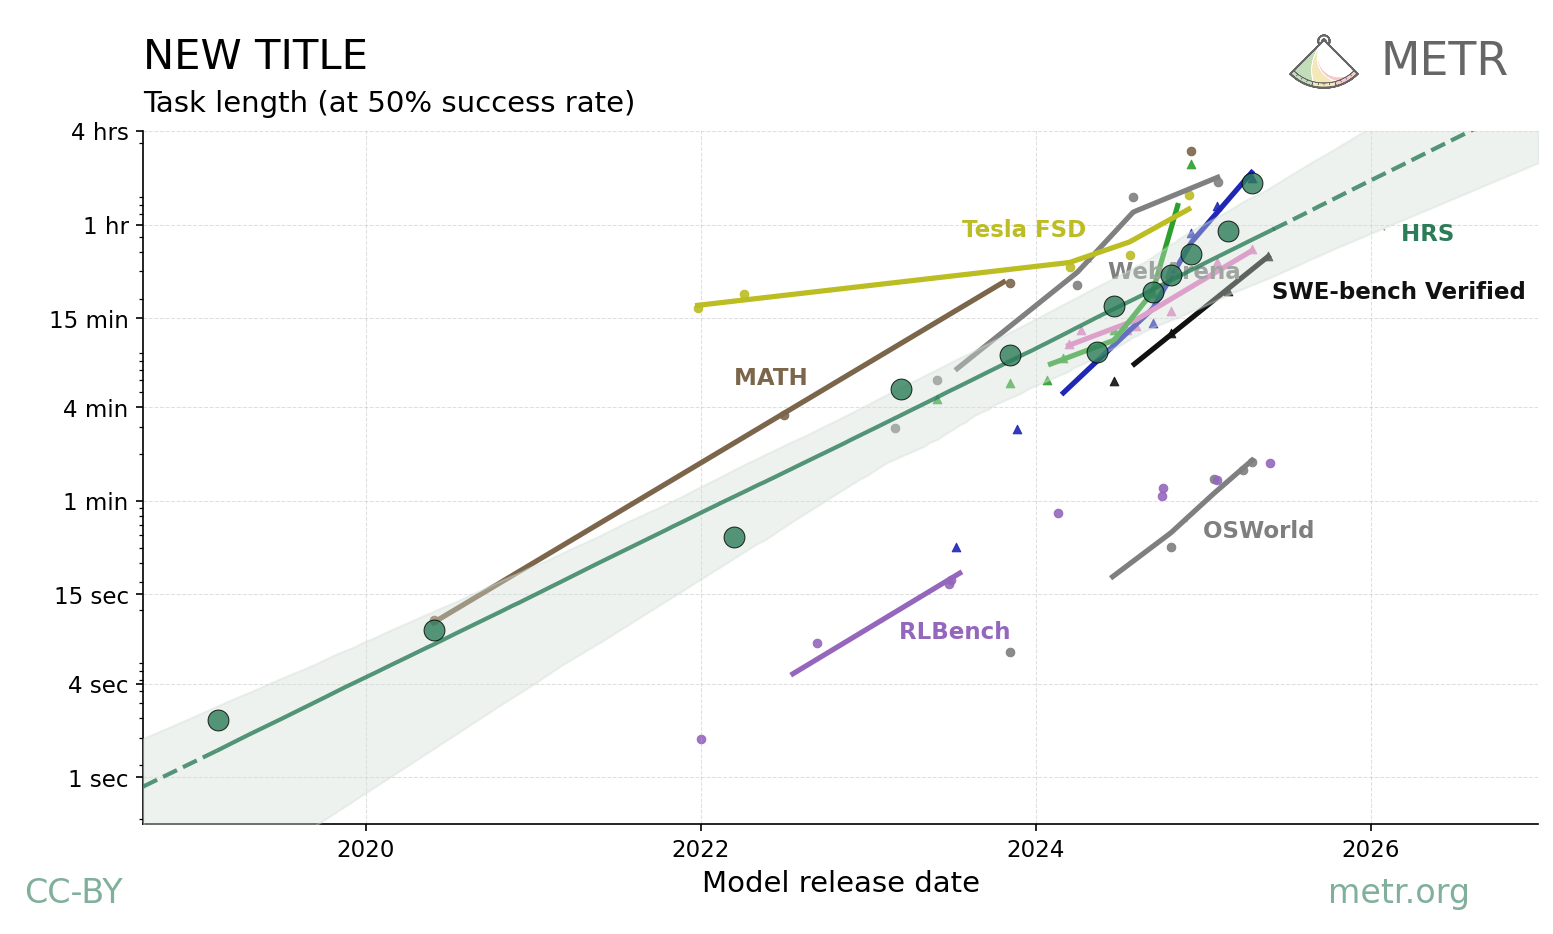 NEW TITLE
METR
Task length (at 50% success rate)
4 hrs
1 hr
15 min
4 min
1 min
15 sec
4 sec
1 sec
Tesla FSD
HRS
WebArena
SWE-bench Verified
MATH
OSWorld
RLBench
2020
2022
2024
2026
Model release date
CC-BY
metr.org